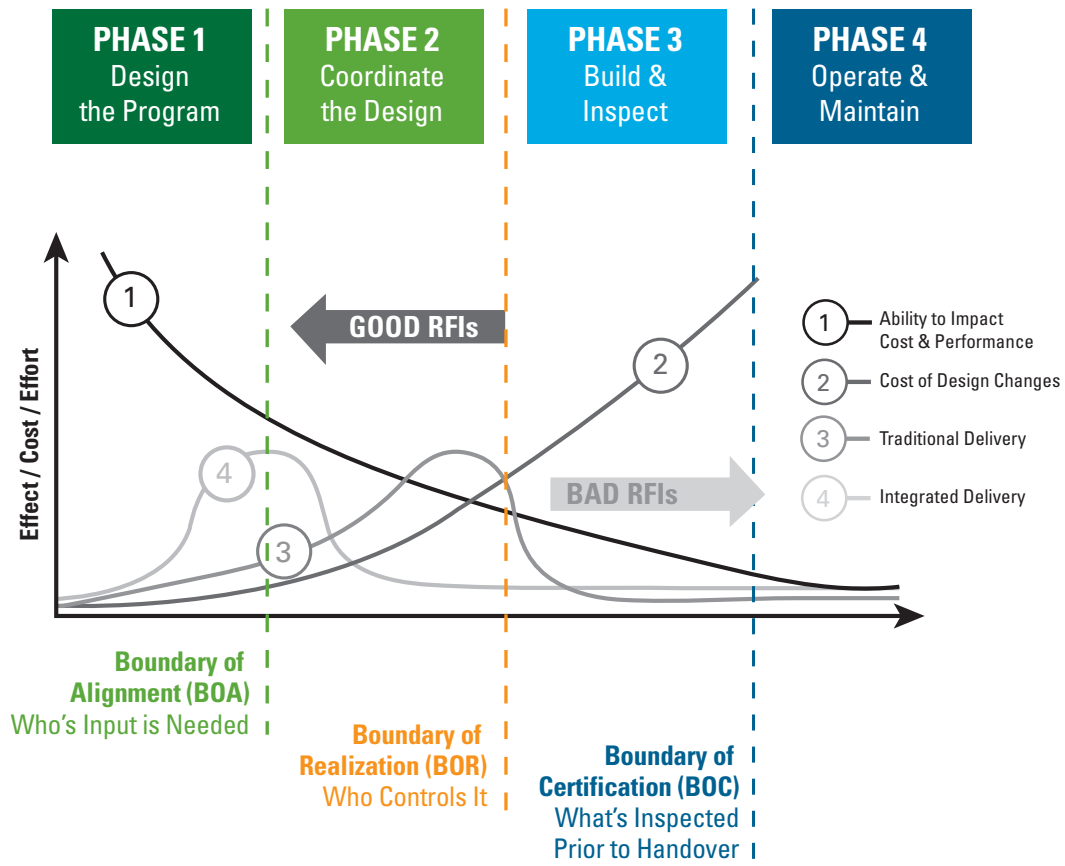 PHASE 1
Design
the Program
PHASE 2
Coordinate
the Design
PHASE 3
Build &
Inspect
PHASE 4
Operate &
Maintain
Effect / Cost / Effort
1
GOOD RFIs
2
4
3
BAD RFIs
1
Ability to Impact
Cost & Performance
2
Cost of Design Changes
3
Traditional Delivery
4
Integrated Delivery
Boundary of
Alignment (BOA)
Who's Input is Needed
Boundary of
Realization (BOR)
Who Controls It
Boundary of
Certification (BOC)
What's Inspected
Prior to Handover